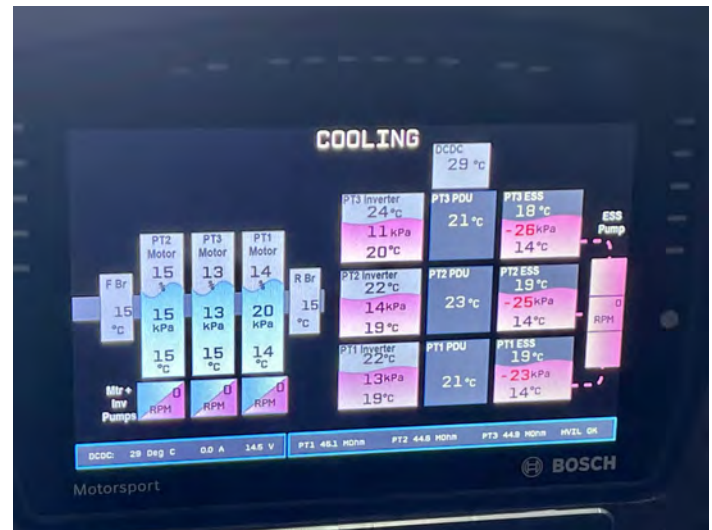 COOLING
DCDC
29 °C
PT3 Inverter
24°C
11 kPa
20°C
PT3 PDU
21°C
PT3 ESS
18 °C
-26kPa
14°C
ESS
Pump
PT2
Motor
15
15
kPa
15
°C
PT3
Motor
13
13
kPa
15
°C
PT1
Motor
14
20
kPa
14
°C
F Br
15
°C
R Br
15
°C
PT2 Inverter
22°C
14kPa
19°C
PT2 PDU
23°C
PT2 ESS
19°C
-25kPa
14°C
0
RPM
PT1 Inverter
22°C
13kPa
19°C
PT1 PDU
21°C
PT1 ESS
19°C
-23kPa
14°C
Mtr +
Inv
Pumps
0
RPM
0
RPM
0
RPM
DCDC: 29 Deg C 0.0 A 14.5 V
PT1 45.1 MOhm PT2 44.8 MOhm PT3 44.8 MOhm HVIL OK
BOSCH
Motorsport